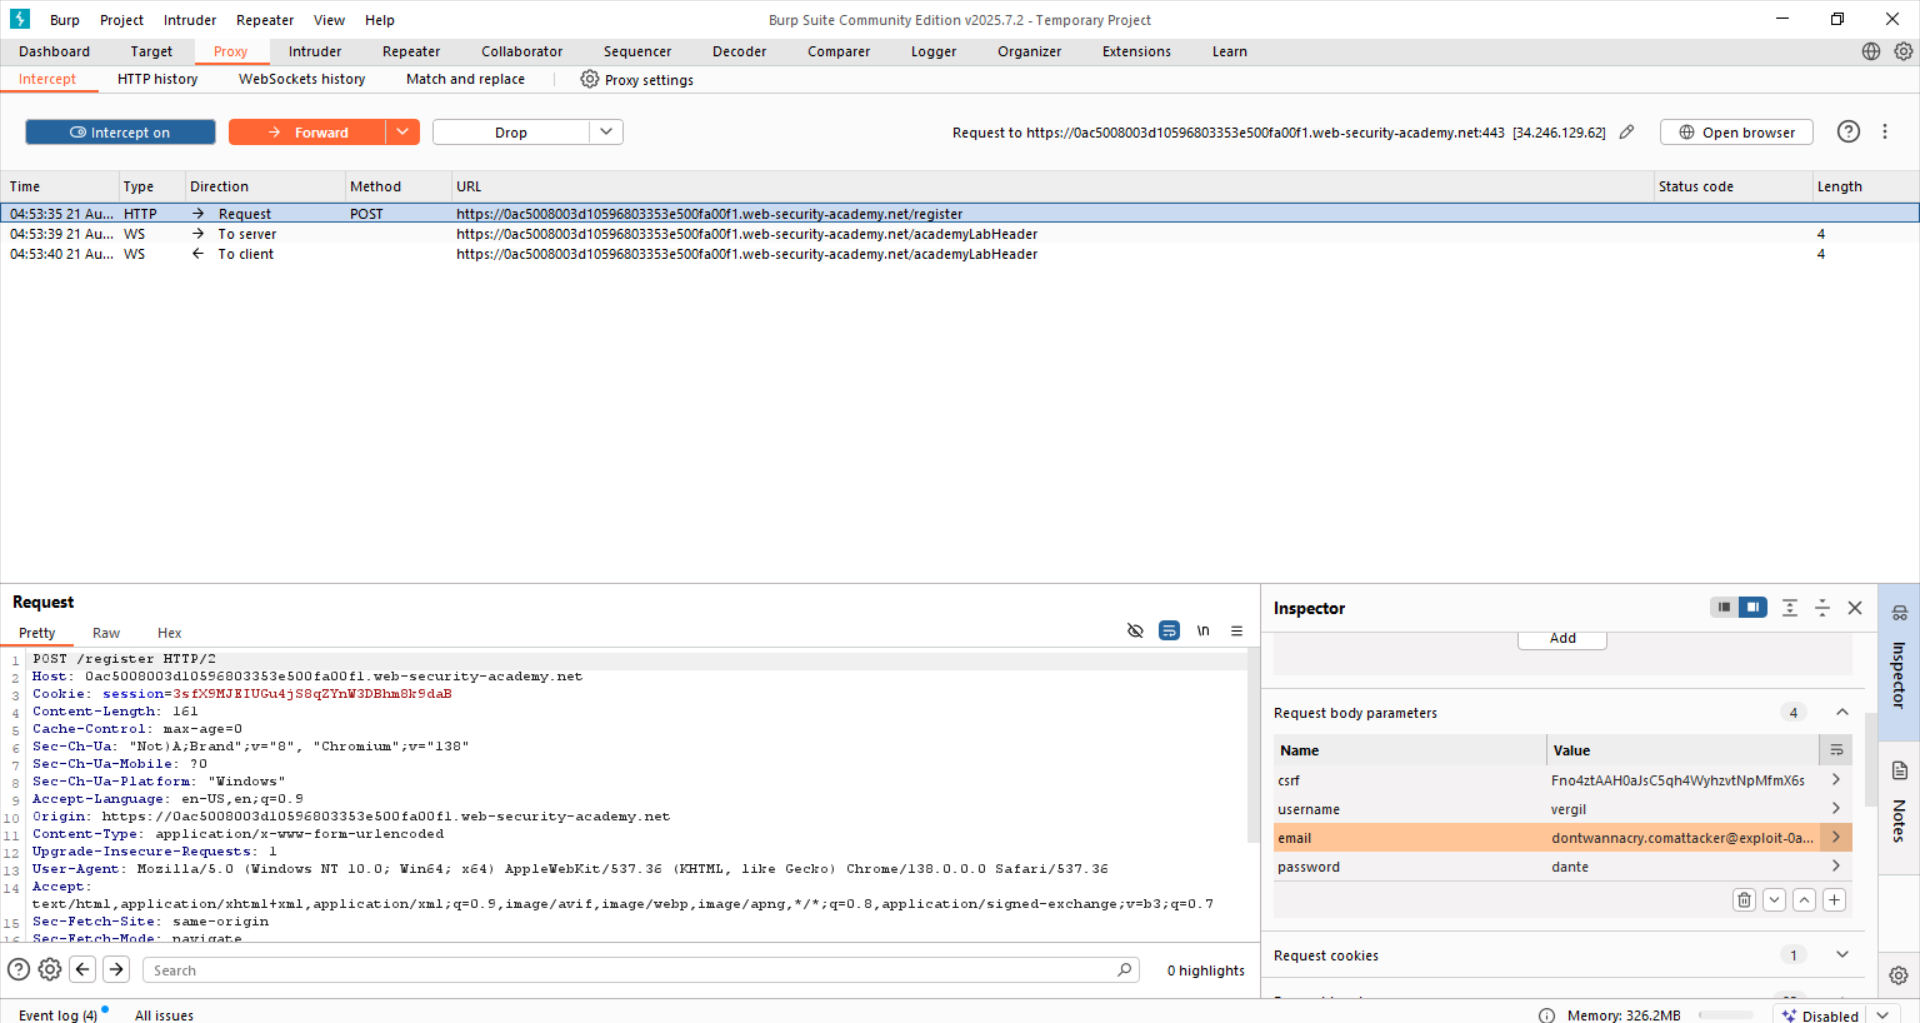 Burp Project Intruder Repeater View Help Burp Suite Community Edition v2025.7.2 - Temporary Project
Dashboard Target Proxy Intruder Repeater Collaborator Sequencer Decoder Comparer Logger Organizer Extensions Learn
Intercept HTTP history WebSockets history Match and replace Proxy settings
Intercept on Forward Drop Request to https://0ac5008003d10596803353e500fa00f1.web-security-academy.net:443 [34.246.129.62] Open browser
Time Type Direction Method URL Status code Length
04:53:35 21 Au... HTTP → Request POST https://0ac5008003d10596803353e500fa00f1.web-security-academy.net/register
04:53:39 21 Au... WS → To server https://0ac5008003d10596803353e500fa00f1.web-security-academy.net/academyLabHeader 4
04:53:40 21 Au... WS ← To client https://0ac5008003d10596803353e500fa00f1.web-security-academy.net/academyLabHeader 4
Request
Pretty Raw Hex \n
1 POST /register HTTP/2
2 Host: 0ac5008003d10596803353e500fa00f1.web-security-academy.net
3 Cookie: session=3sfX9MJEIUGu4jS8qZYnW3DBhm8k9daB
4 Content-Length: 161
5 Cache-Control: max-age=0
6 Sec-Ch-Ua: "Not)A;Brand";v="8", "Chromium";v="138"
7 Sec-Ch-Ua-Mobile: ?0
8 Sec-Ch-Ua-Platform: "Windows"
9 Accept-Language: en-US,en;q=0.9
10 Origin: https://0ac5008003d10596803353e500fa00f1.web-security-academy.net
11 Content-Type: application/x-www-form-urlencoded
12 Upgrade-Insecure-Requests: 1
13 User-Agent: Mozilla/5.0 (Windows NT 10.0; Win64; x64) AppleWebKit/537.36 (KHTML, like Gecko) Chrome/138.0.0.0 Safari/537.36
14 Accept:
text/html,application/xhtml+xml,application/xml;q=0.9,image/avif,image/webp,image/apng,*/*;q=0.8,application/signed-exchange;v=b3;q=0.7
15 Sec-Fetch-Site: same-origin
16 Sec-Fetch-Mode: navigate
Search 0 highlights
Inspector
Add
Request body parameters 4
Name Value
csrf Fno4ztAAH0aJsC5qh4WyhzvtNpMfmX6s
username vergil
email dontwannacry.comattacker@exploit-0a...
password dante
Request cookies 1
Inspector
Notes
Event log (4) All issues Memory: 326.2MB Disabled